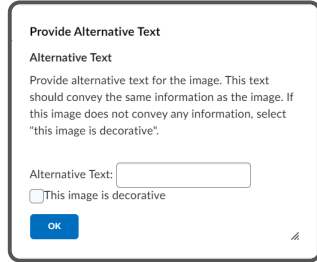 Provide Alternative Text
Alternative Text
Provide alternative text for the image. This text
should convey the same information as the image. If
this image does not convey any information, select
"this image is decorative".
Alternative Text:
This image is decorative
OK